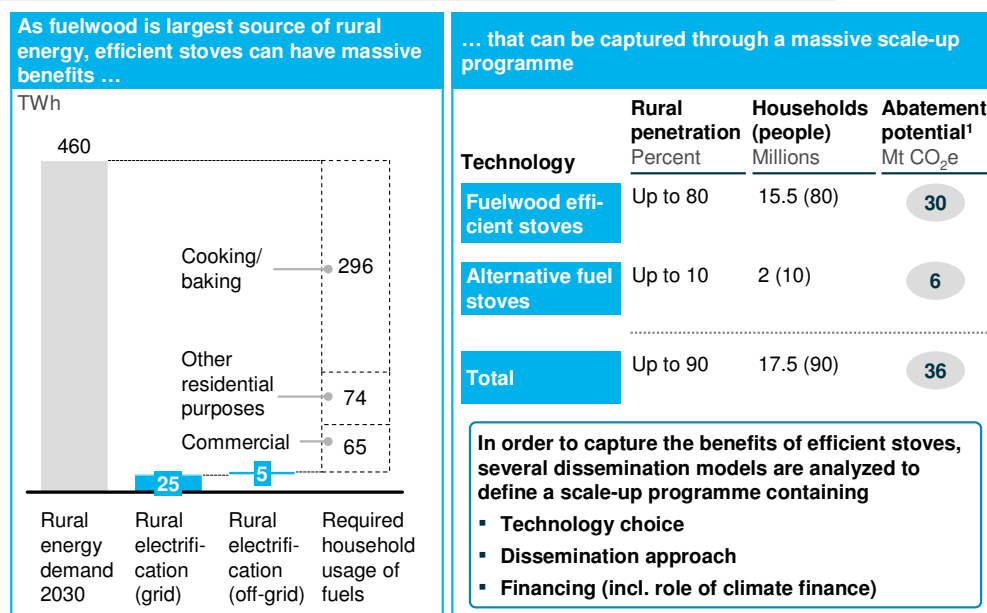 As fuelwood is largest source of rural
energy, efficient stoves can have massive
benefits …
TWh
460
Cooking/
baking
296
Other
residential
purposes
74
Commercial
65
25
5
Rural
energy
demand
2030
Rural
electrifi-
cation
(grid)
Rural
electrifi-
cation
(off-grid)
Required
household
usage of
fuels
… that can be captured through a massive scale-up
programme
Technology
Rural
penetration
Percent
Households
(people)
Millions
Abatement
potential¹
Mt CO₂e
Fuelwood effi-
cient stoves
Up to 80
15.5 (80)
30
Alternative fuel
stoves
Up to 10
2 (10)
6
Total
Up to 90
17.5 (90)
36
In order to capture the benefits of efficient stoves,
several dissemination models are analyzed to
define a scale-up programme containing
▪ Technology choice
▪ Dissemination approach
▪ Financing (incl. role of climate finance)